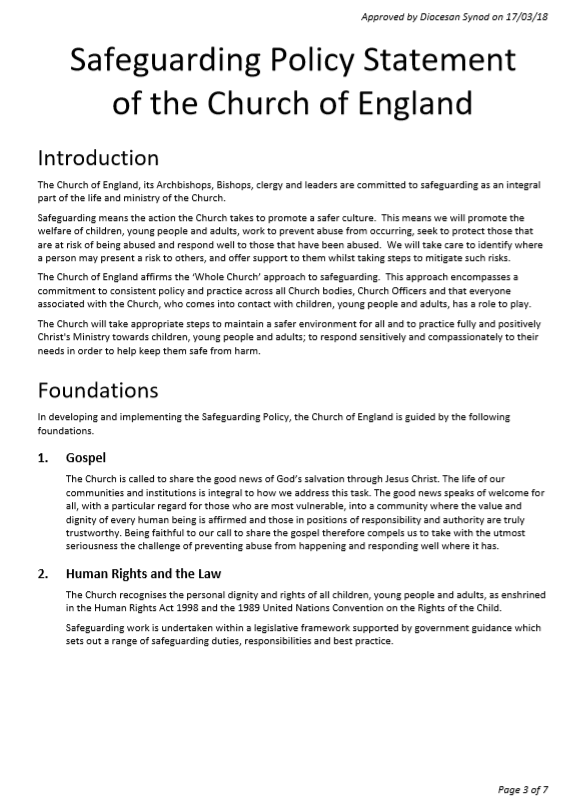 Approved by Diocesan Synod on 17/03/18
Safeguarding Policy Statement
of the Church of England
Introduction
The Church of England, its Archbishops, Bishops, clergy and leaders are committed to safeguarding as an integral
part of the life and ministry of the Church.
Safeguarding means the action the Church takes to promote a safer culture.  This means we will promote the
welfare of children, young people and adults, work to prevent abuse from occurring, seek to protect those that
are at risk of being abused and respond well to those that have been abused.  We will take care to identify where
a person may present a risk to others, and offer support to them whilst taking steps to mitigate such risks.
The Church of England affirms the ‘Whole Church’ approach to safeguarding.  This approach encompasses a
commitment to consistent policy and practice across all Church bodies, Church Officers and that everyone
associated with the Church, who comes into contact with children, young people and adults, has a role to play.
The Church will take appropriate steps to maintain a safer environment for all and to practice fully and positively
Christ's Ministry towards children, young people and adults; to respond sensitively and compassionately to their
needs in order to help keep them safe from harm.
Foundations
In developing and implementing the Safeguarding Policy, the Church of England is guided by the following
foundations.
1. Gospel
The Church is called to share the good news of God’s salvation through Jesus Christ. The life of our
communities and institutions is integral to how we address this task. The good news speaks of welcome for
all, with a particular regard for those who are most vulnerable, into a community where the value and
dignity of every human being is affirmed and those in positions of responsibility and authority are truly
trustworthy. Being faithful to our call to share the gospel therefore compels us to take with the utmost
seriousness the challenge of preventing abuse from happening and responding well where it has.
2. Human Rights and the Law
The Church recognises the personal dignity and rights of all children, young people and adults, as enshrined
in the Human Rights Act 1998 and the 1989 United Nations Convention on the Rights of the Child.
Safeguarding work is undertaken within a legislative framework supported by government guidance which
sets out a range of safeguarding duties, responsibilities and best practice.
Page 3 of 7